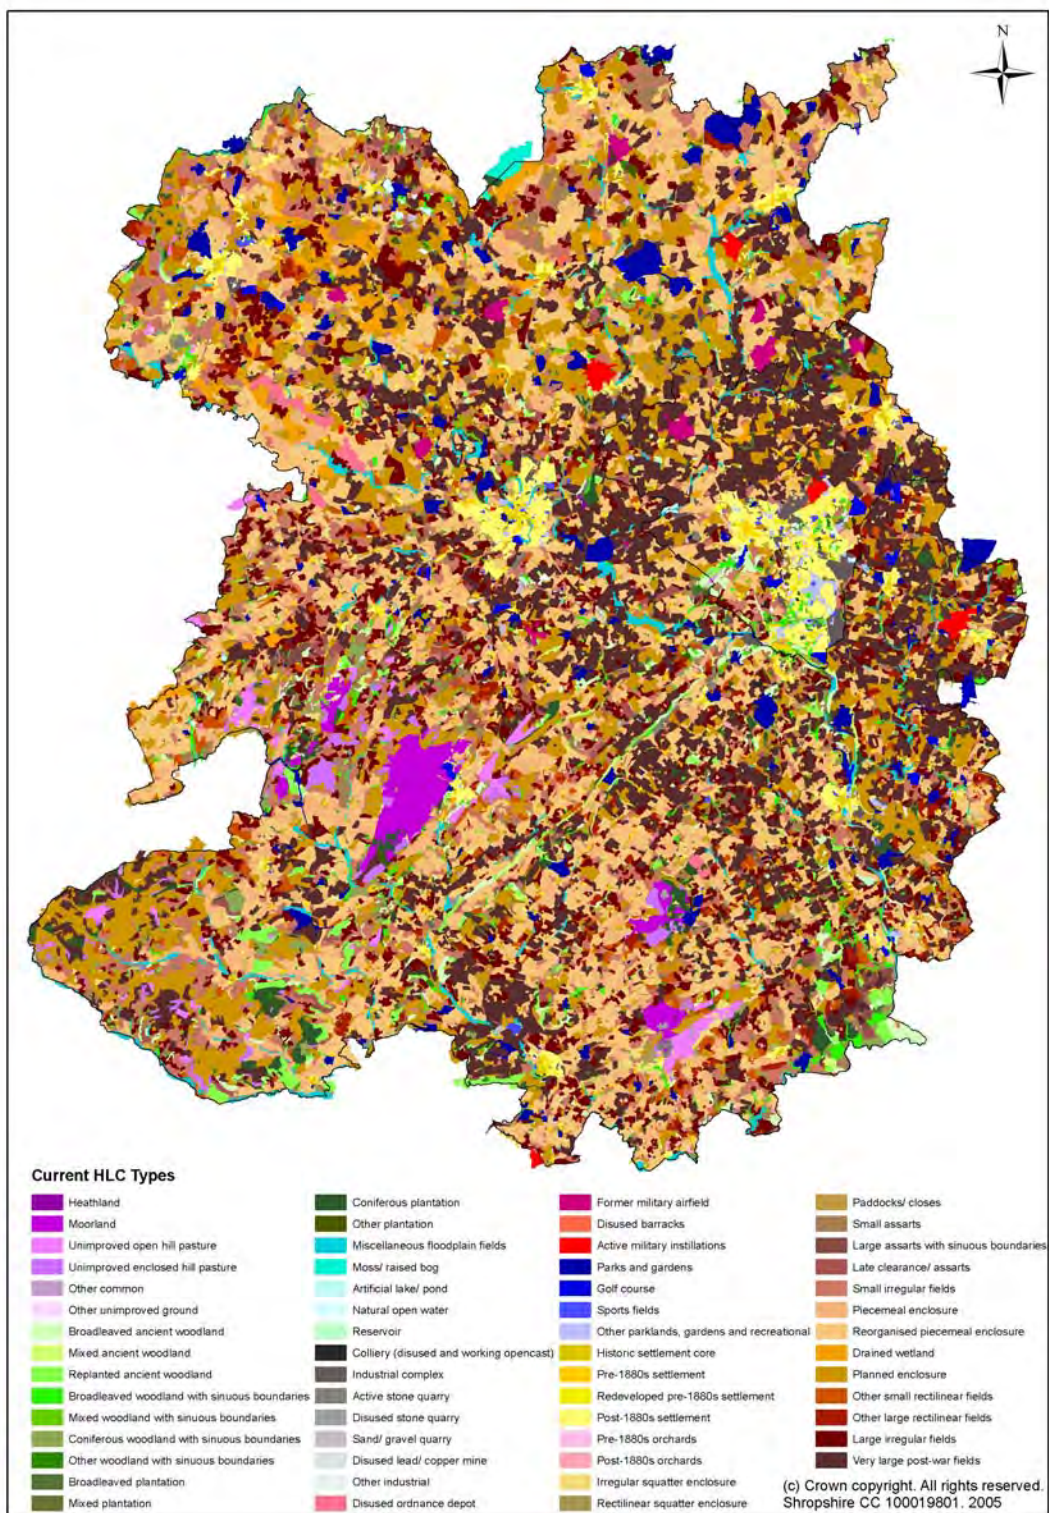 N
Current HLC Types
Heathland
Moorland
Unimproved open hill pasture
Unimproved enclosed hill pasture
Other common
Other unimproved ground
Broadleaved ancient woodland
Mixed ancient woodland
Replanted ancient woodland
Broadleaved woodland with sinuous boundaries
Mixed woodland with sinuous boundaries
Coniferous woodland with sinuous boundaries
Other woodland with sinuous boundaries
Broadleaved plantation
Mixed plantation
Coniferous plantation
Other plantation
Miscellaneous floodplain fields
Moss/ raised bog
Artificial lake/ pond
Natural open water
Reservoir
Colliery (disused and working opencast)
Industrial complex
Active stone quarry
Disused stone quarry
Sand/ gravel quarry
Disused lead/ copper mine
Other industrial
Disused ordnance depot
Former military airfield
Disused barracks
Active military instillations
Parks and gardens
Golf course
Sports fields
Other parklands, gardens and recreational
Historic settlement core
Pre-1880s settlement
Redeveloped pre-1880s settlement
Post-1880s settlement
Pre-1880s orchards
Post-1880s orchards
Irregular squatter enclosure
Rectilinear squatter enclosure
Paddocks/ closes
Small assarts
Large assarts with sinuous boundaries
Late clearance/ assarts
Small irregular fields
Piecemeal enclosure
Reorganised piecemeal enclosure
Drained wetland
Planned enclosure
Other small rectilinear fields
Other large rectilinear fields
Large irregular fields
Very large post-war fields
(c) Crown copyright. All rights reserved.
Shropshire CC 100019801. 2005